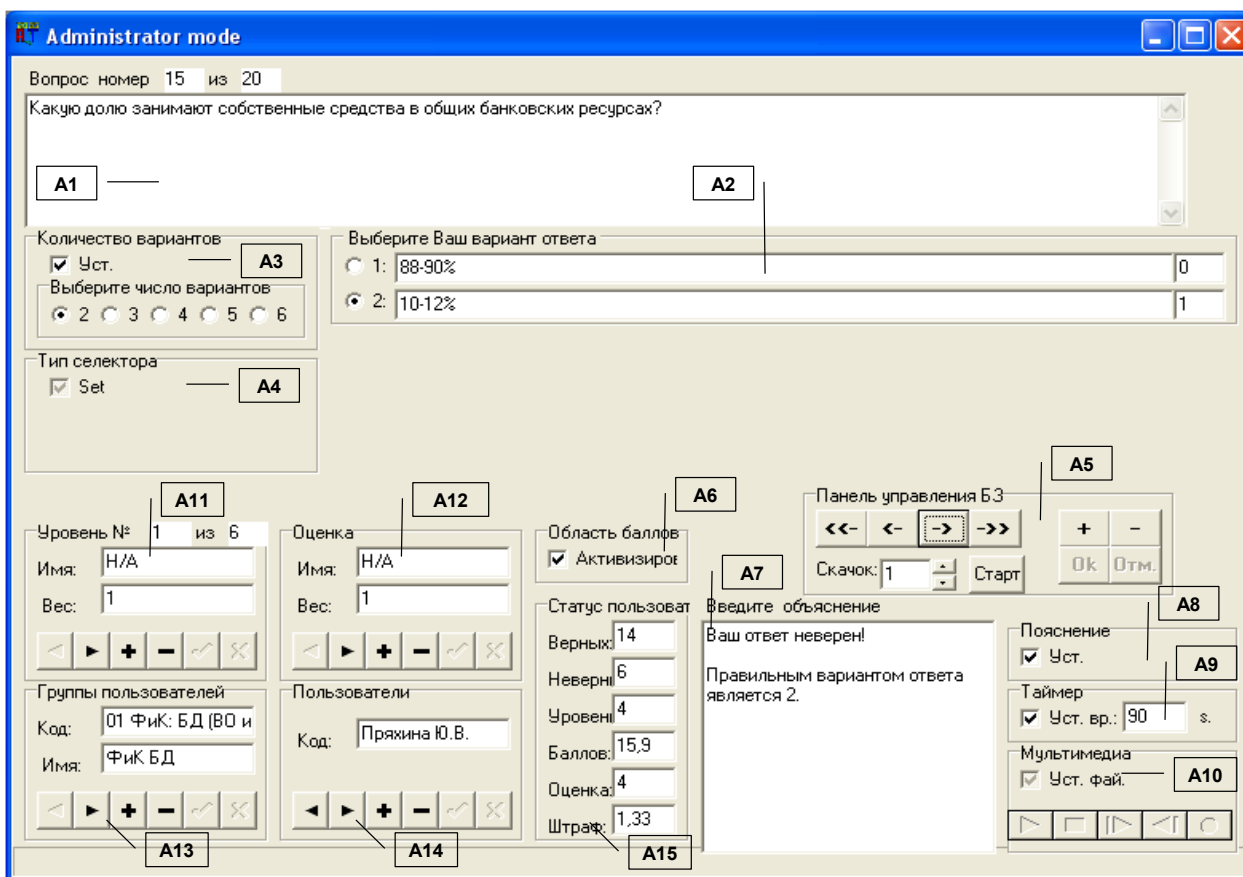 Administrator mode
Вопрос номер 15 из 20
Какую долю занимают собственные средства в общих банковских ресурсах?
A1
A2
Количество вариантов
Уст.
A3
Выберите число вариантов
2 3 4 5 6
Выберите Ваш вариант ответа
1: 88-90% 0
2: 10-12% 1
Тип селектора
Set
A4
A5
A11
A12
A6
Панель управления БЗ
<<- <- -> ->> + -
Скачок: 1 Старт Ok Отм.
Уровень № 1 из 6
Имя: Н/А
Вес: 1
Оценка
Имя: Н/А
Вес: 1
Область баллов
Активизиров
A7
A8
Статус пользоват
Верных: 14
Неверн 6
Уровен 4
Баллов: 15,9
Оценка: 4
Штраф: 1,33
Введите объяснение
Ваш ответ неверен!
Правильным вариантом ответа
является 2.
Пояснение
Уст.
A9
Таймер
Уст. вр.: 90 s.
Мультимедиа
Уст. фай.
A10
Группы пользователей
Код: 01 ФиК: БД (ВО и
Имя: ФиК БД
Пользователи
Код: Пряхина Ю.В.
A13
A14
A15